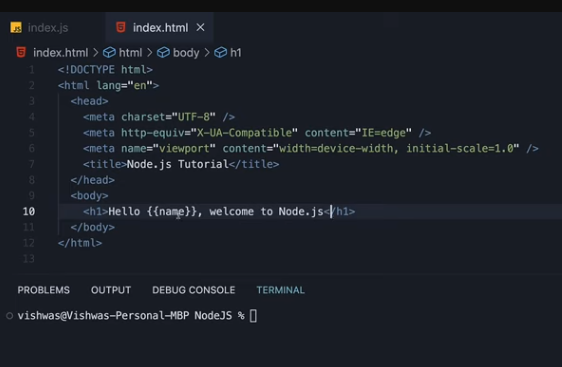 JS index.js
index.html ×
index.html > html > body > h1
1 <!DOCTYPE html>
2 <html lang="en">
3 <head>
4 <meta charset="UTF-8" />
5 <meta http-equiv="X-UA-Compatible" content="IE=edge" />
6 <meta name="viewport" content="width=device-width, initial-scale=1.0" />
7 <title>Node.js Tutorial</title>
8 </head>
9 <body>
10 <h1>Hello {{name}}, welcome to Node.js</h1>
11 </body>
12 </html>
13
PROBLEMS OUTPUT DEBUG CONSOLE TERMINAL
vishwas@Vishwas-Personal-MBP NodeJS %